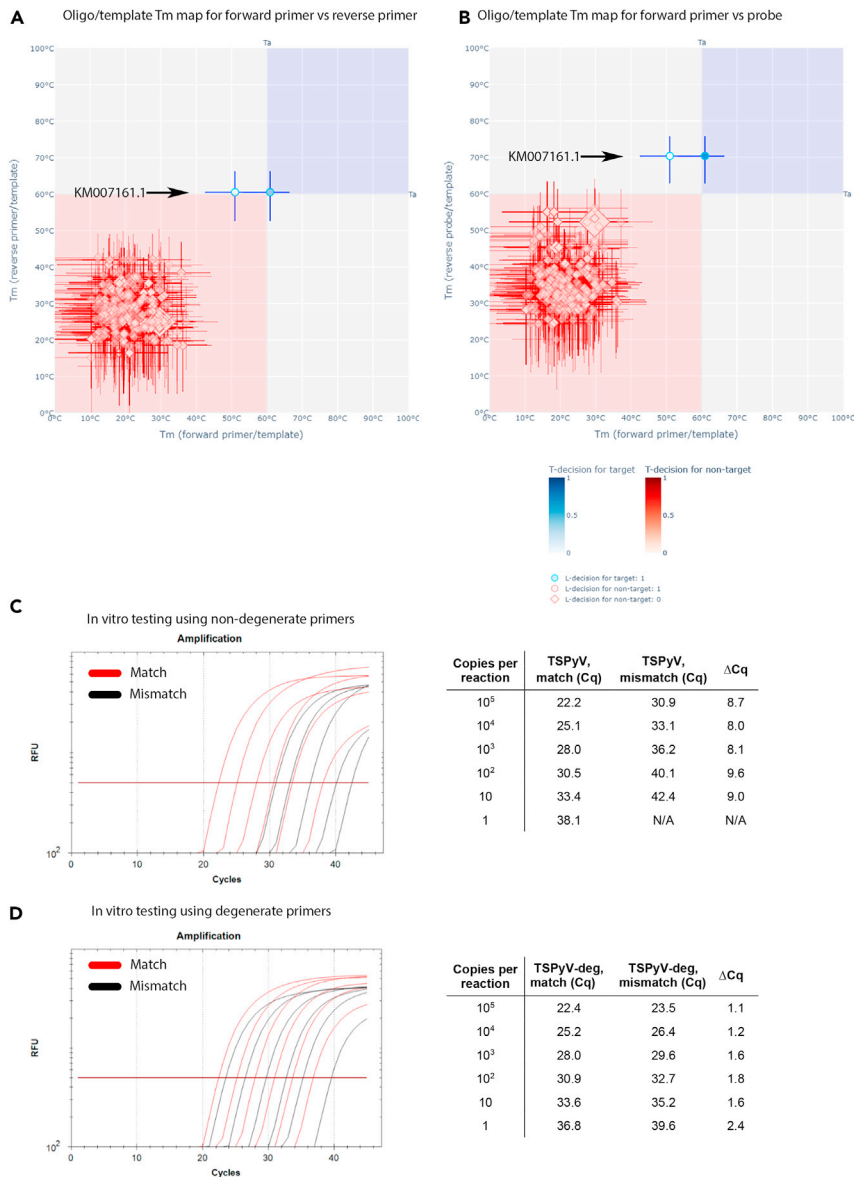 A Oligo/template Tm map for forward primer vs reverse primer
Ta
100°C
90°C
80°C
70°C
60°C
50°C
40°C
30°C
20°C
10°C
0°C
Tm (reverse primer/template)
KM007161.1
Ta
0°C 10°C 20°C 30°C 40°C 50°C 60°C 70°C 80°C 90°C 100°C
Tm (forward primer/template)
B Oligo/template Tm map for forward primer vs probe
Ta
100°C
90°C
80°C
70°C
60°C
50°C
40°C
30°C
20°C
10°C
0°C
Tm (reverse probe/template)
KM007161.1
Ta
0°C 10°C 20°C 30°C 40°C 50°C 60°C 70°C 80°C 90°C 100°C
Tm (forward primer/template)
T-decision for target T-decision for non-target
1 1
0.5 0.5
0 0
L-decision for target: 1
L-decision for non-target: 1
L-decision for non-target: 0
C
In vitro testing using non-degenerate primers
Amplification
Match
Mismatch
RFU
10²
0 10 20 30 40
Cycles
Copies per reaction TSPyV, match (Cq) TSPyV, mismatch (Cq) ΔCq
10⁵ 22.2 30.9 8.7
10⁴ 25.1 33.1 8.0
10³ 28.0 36.2 8.1
10² 30.5 40.1 9.6
10 33.4 42.4 9.0
1 38.1 N/A N/A
D
In vitro testing using degenerate primers
Amplification
Match
Mismatch
RFU
10²
0 10 20 30 40
Cycles
Copies per reaction TSPyV-deg, match (Cq) TSPyV-deg, mismatch (Cq) ΔCq
10⁵ 22.4 23.5 1.1
10⁴ 25.2 26.4 1.2
10³ 28.0 29.6 1.6
10² 30.9 32.7 1.8
10 33.6 35.2 1.6
1 36.8 39.6 2.4